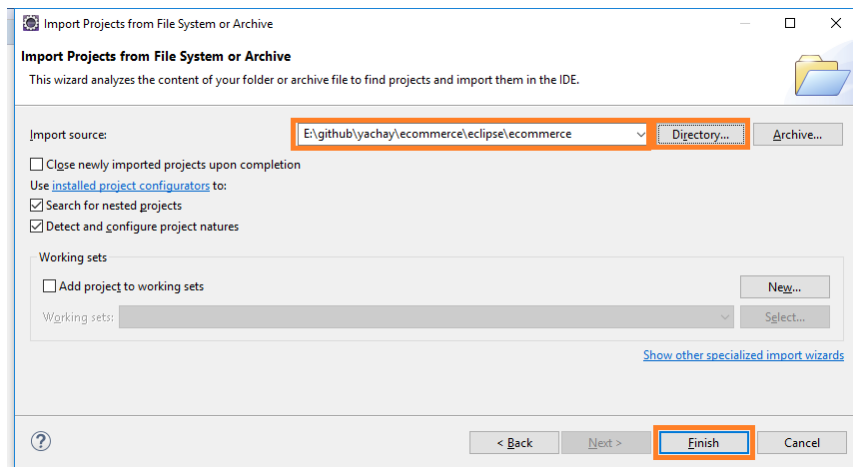 Import Projects from File System or Archive
Import Projects from File System or Archive
This wizard analyzes the content of your folder or archive file to find projects and import them in the IDE.
Import source: E:\github\yachay\ecommerce\eclipse\ecommerce Directory... Archive...
Close newly imported projects upon completion
Use installed project configurators to:
Search for nested projects
Detect and configure project natures
Working sets
Add project to working sets New...
Working sets: Select...
Show other specialized import wizards
? < Back Next > Finish Cancel